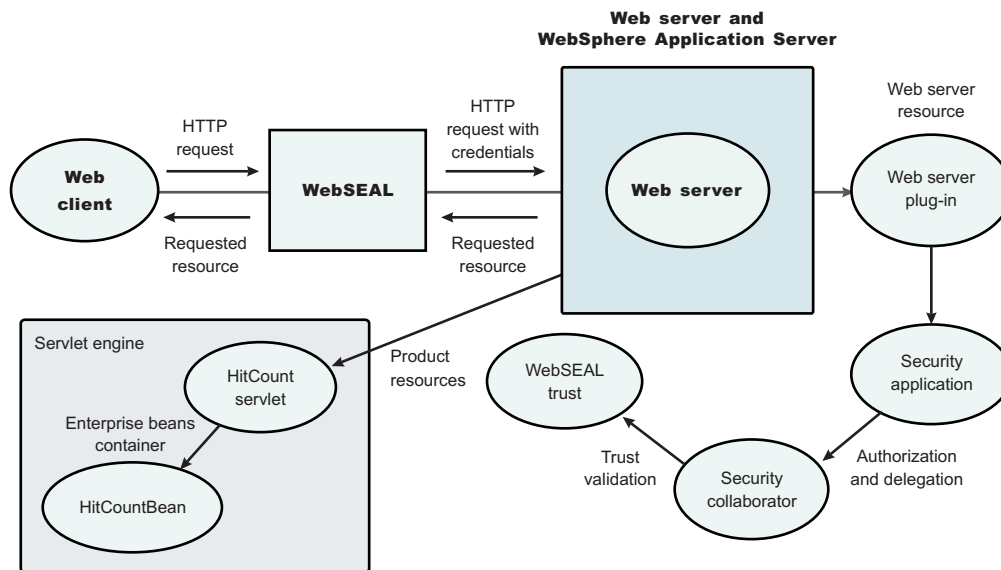 Web server and
WebSphere Application Server
Web server
resource
HTTP
request
HTTP
request with
credentials
Web
client
WebSEAL
Web server
Web server
plug-in
Requested
resource
Requested
resource
Servlet engine
HitCount
servlet
Product
resources
WebSEAL
trust
Security
application
Enterprise beans
container
HitCountBean
Trust
validation
Security
collaborator
Authorization
and delegation